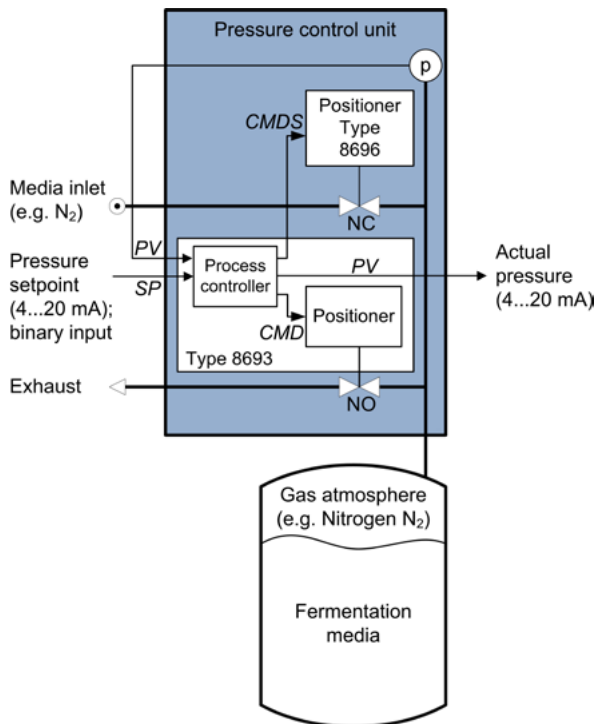 Pressure control unit
p
CMDS
Positioner
Type
8696
Media inlet
(e.g. N₂)
NC
PV
Pressure
setpoint
(4...20 mA);
binary input
SP
Process
controller
PV
Actual
pressure
(4...20 mA)
CMD
Positioner
Type 8693
Exhaust
NO
Gas atmosphere
(e.g. Nitrogen N₂)
Fermentation
media